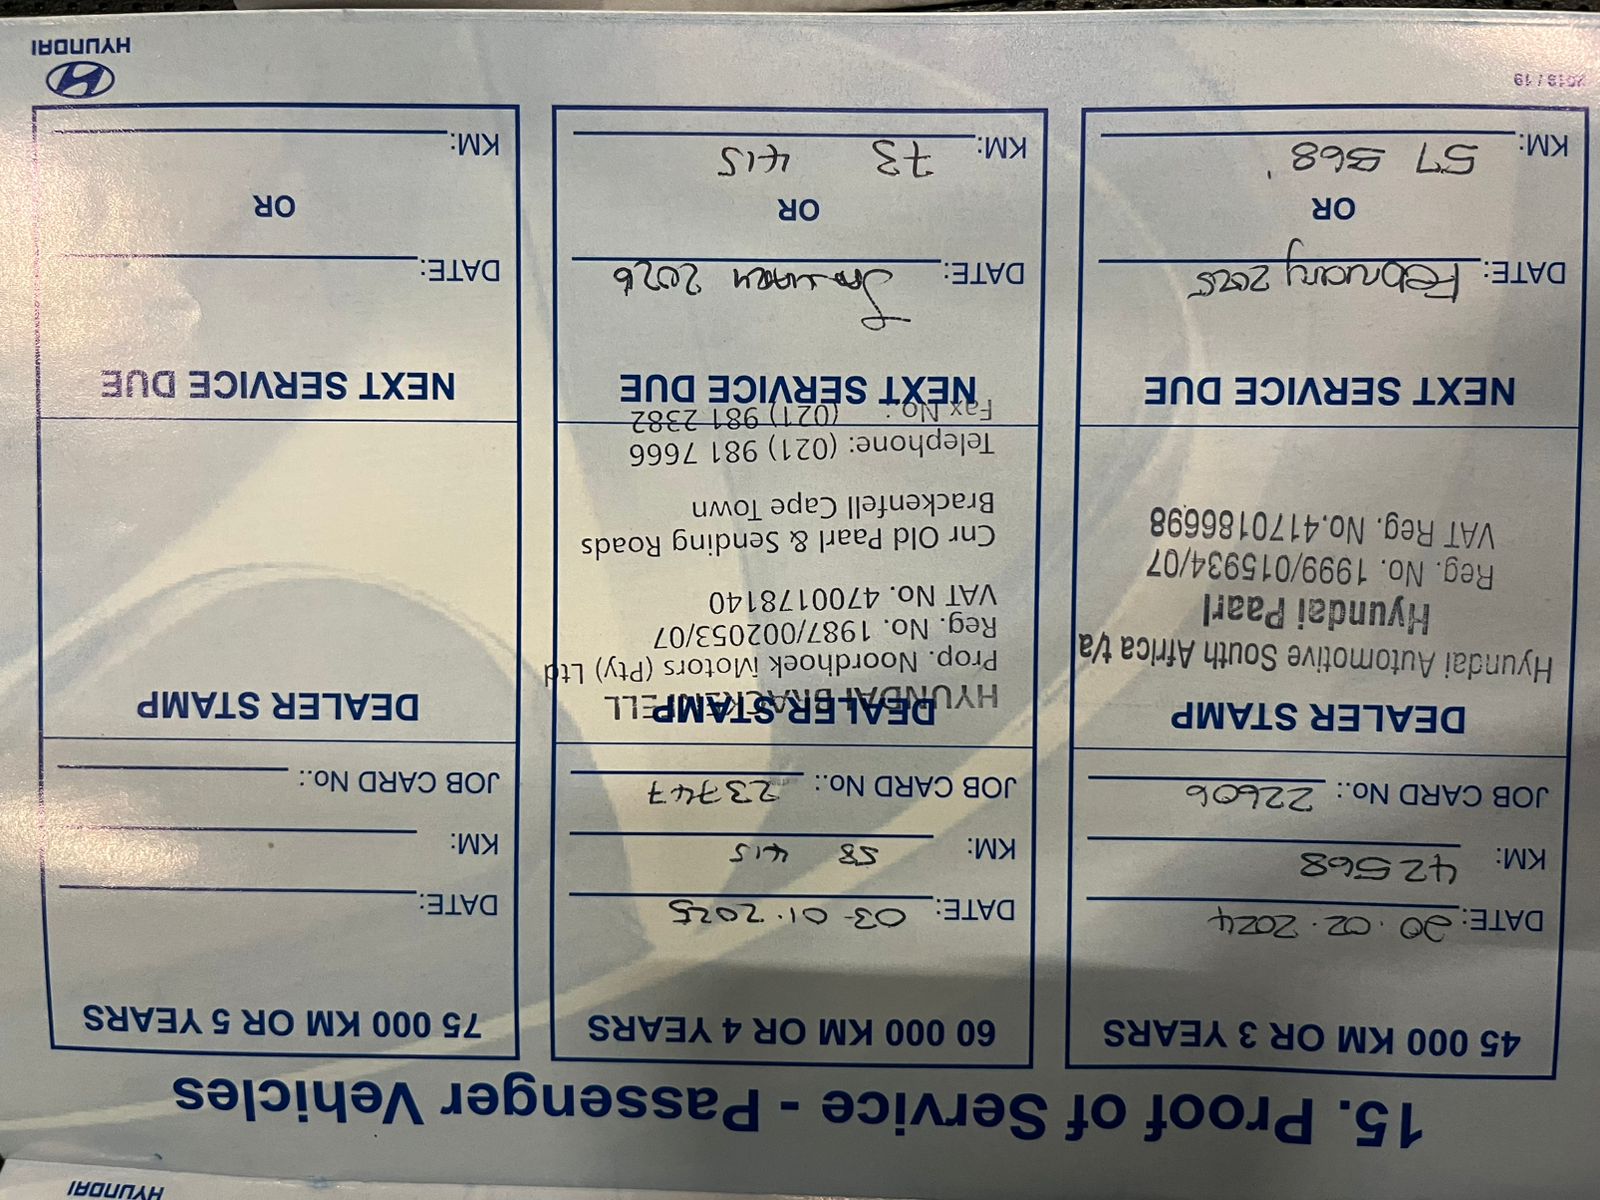 HYUNDAI
15. Proof of Service - Passenger Vehicles
45 000 KM OR 3 YEARS
DATE: 20.02.2024
KM: 42568
JOB CARD No.: 22606
DEALER STAMP
Hyundai Automotive South Africa t/a
Hyundai Paarl
Reg. No. 1999/015934/07
VAT Reg. No.4170186698
NEXT SERVICE DUE
DATE: February 2025
OR
KM: 57 568
60 000 KM OR 4 YEARS
DATE: 03-01.2025
KM: 58 415
JOB CARD No.: 23747
DEALER STAMP
HYUNDAI BRACKENFELL
Prop. Noordhoek Motors (Pty) Ltd
Reg. No. 1987/002053/07
VAT No. 4700178140
Cnr Old Paarl & Sending Roads
Brackenfell Cape Town
Telephone: (021) 981 7666
Fax No.: (021) 981 2382
NEXT SERVICE DUE
DATE: January 2026
OR
KM: 73 415
75 000 KM OR 5 YEARS
DATE:
KM:
JOB CARD No.:
DEALER STAMP
NEXT SERVICE DUE
DATE:
OR
KM:
2018 / 19
HYUNDAI